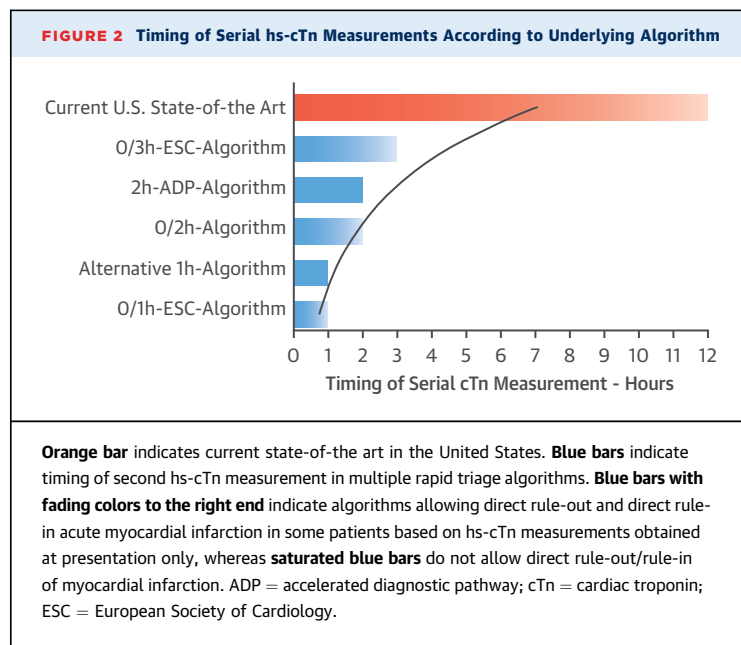 FIGURE 2 Timing of Serial hs-cTn Measurements According to Underlying Algorithm
Current U.S. State-of-the Art
0/3h-ESC-Algorithm
2h-ADP-Algorithm
0/2h-Algorithm
Alternative 1h-Algorithm
0/1h-ESC-Algorithm
0 1 2 3 4 5 6 7 8 9 10 11 12
Timing of Serial cTn Measurement - Hours
Orange bar indicates current state-of-the art in the United States. Blue bars indicate
timing of second hs-cTn measurement in multiple rapid triage algorithms. Blue bars with
fading colors to the right end indicate algorithms allowing direct rule-out and direct rule-
in acute myocardial infarction in some patients based on hs-cTn measurements obtained
at presentation only, whereas saturated blue bars do not allow direct rule-out/rule-in
of myocardial infarction. ADP = accelerated diagnostic pathway; cTn = cardiac troponin;
ESC = European Society of Cardiology.